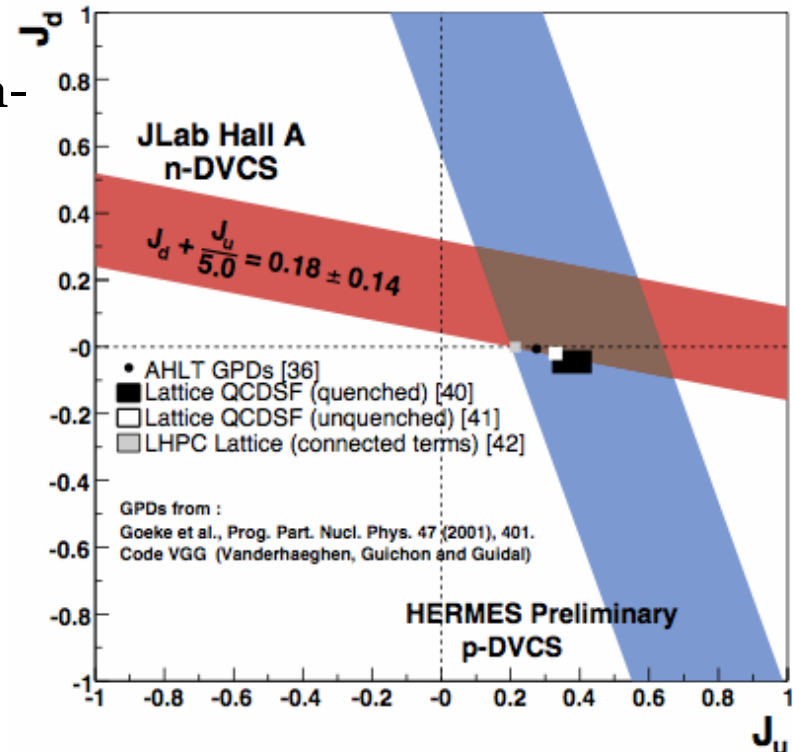 J_d
1
0.8
0.6
0.4
0.2
-0
-0.2
-0.4
-0.6
-0.8
-1
JLab Hall A
n-DVCS
J_d + J_u/5.0 = 0.18 ± 0.14
AHLT GPDs [36]
Lattice QCDSF (quenched) [40]
Lattice QCDSF (unquenched) [41]
LHPC Lattice (connected terms) [42]
GPDs from :
Goeke et al., Prog. Part. Nucl. Phys. 47 (2001), 401.
Code VGG (Vanderhaeghen, Guichon and Guidal)
HERMES Preliminary
p-DVCS
-1 -0.8 -0.6 -0.4 -0.2 -0 0.2 0.4 0.6 0.8 1
J_u